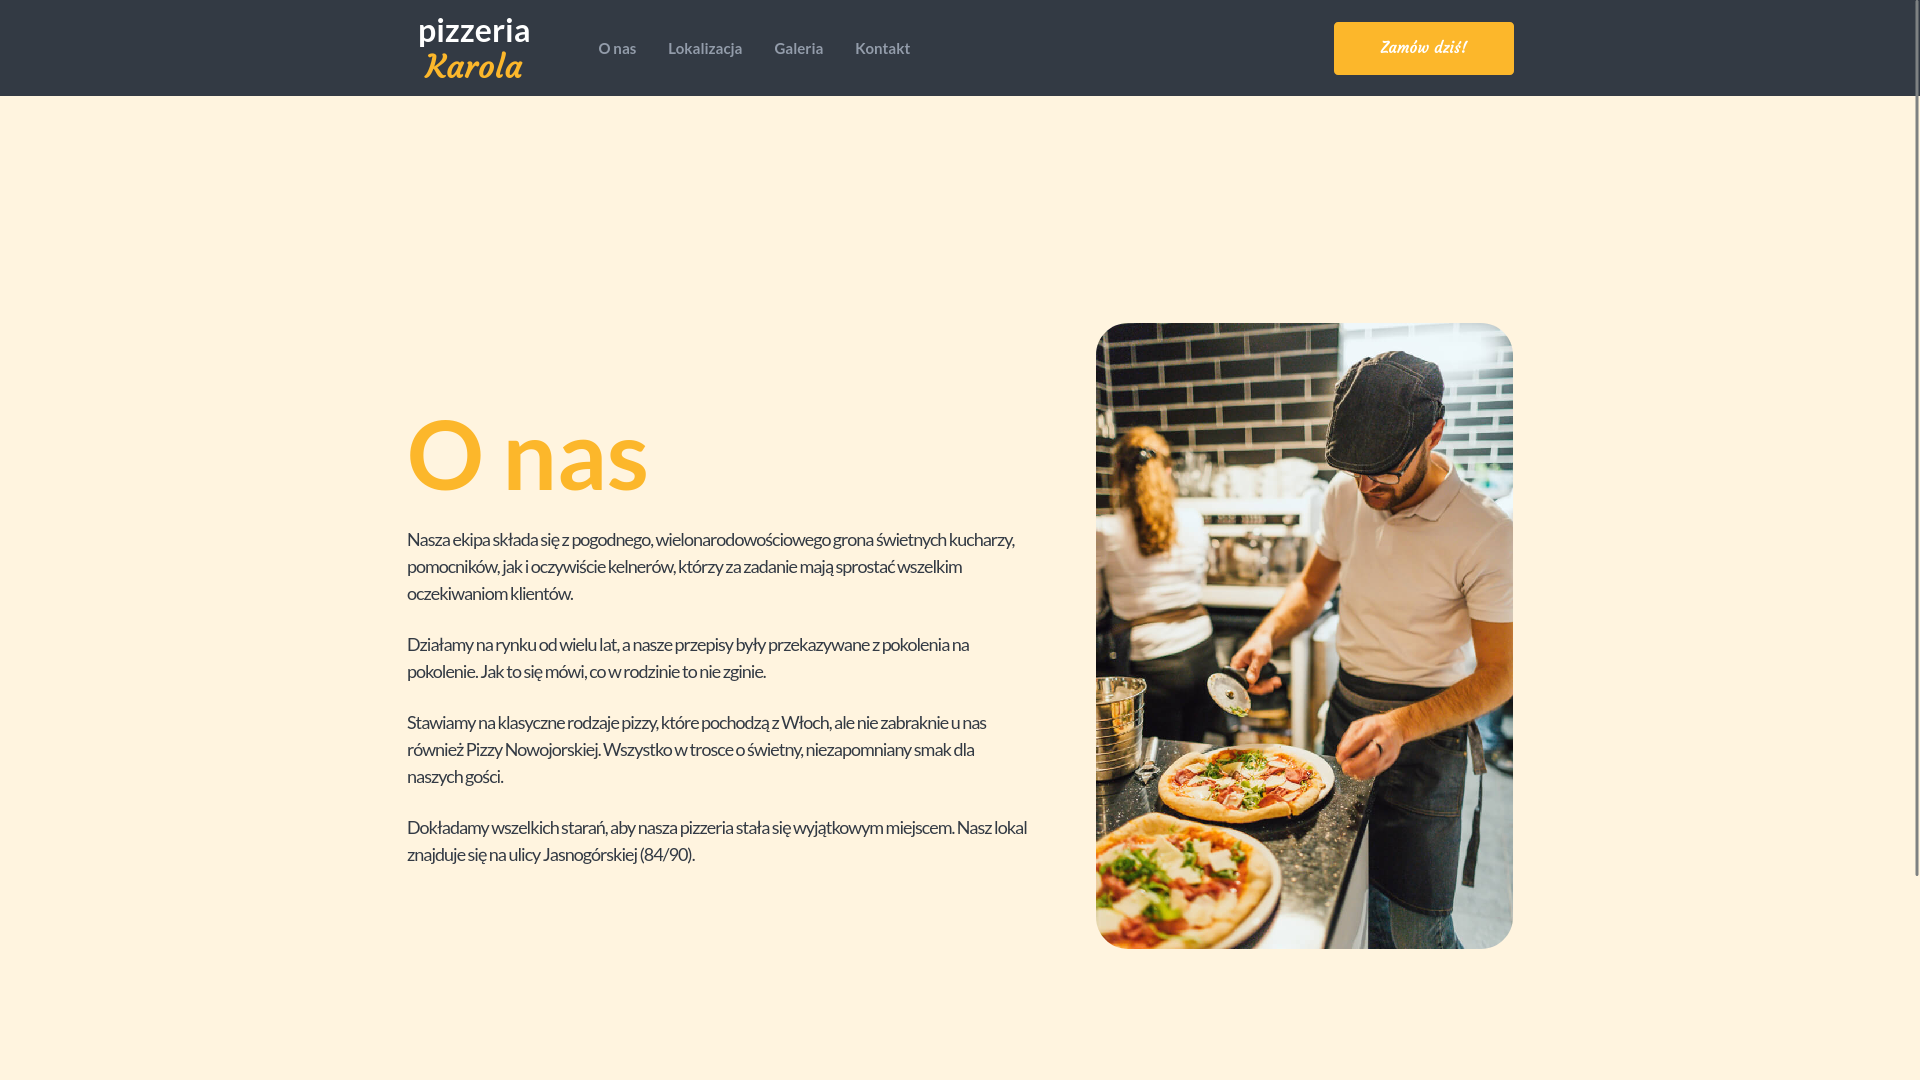 pizzeria
Karola
O nas
Lokalizacja
Galeria
Kontakt
Zamów dziś!
O nas
Nasza ekipa składa się z pogodnego, wielonarodowościowego grona świetnych kucharzy,
pomocników, jak i oczywiście kelnerów, którzy za zadanie mają sprostać wszelkim
oczekiwaniom klientów.
Działamy na rynku od wielu lat, a nasze przepisy były przekazywane z pokolenia na
pokolenie. Jak to się mówi, co w rodzinie to nie zginie.
Stawiamy na klasyczne rodzaje pizzy, które pochodzą z Włoch, ale nie zabraknie u nas
również Pizzy Nowojorskiej. Wszystko w trosce o świetny, niezapomniany smak dla
naszych gości.
Dokładamy wszelkich starań, aby nasza pizzeria stała się wyjątkowym miejscem. Nasz lokal
znajduje się na ulicy Jasnogórskiej (84/90).